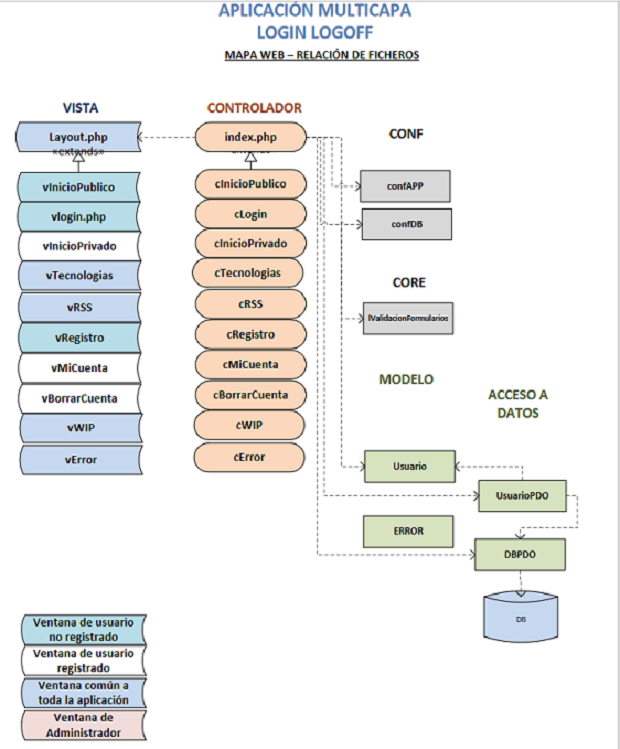 APLICACIÓN MULTICAPA
LOGIN LOGOFF
MAPA WEB – RELACIÓN DE FICHEROS
VISTA
CONTROLADOR
Layout.php
«extends»
index.php
CONF
confAPP
confDB
vInicioPublico
vlogin.php
vInicioPrivado
vTecnologias
vRSS
vRegistro
vMiCuenta
vBorrarCuenta
vWIP
vError
cInicioPublico
cLogin
cInicioPrivado
cTecnologias
cRSS
cRegistro
cMiCuenta
cBorrarCuenta
cWIP
cError
CORE
lValidacionFormularios
MODELO
ACCESO A
DATOS
Usuario
UsuarioPDO
ERROR
DBPDO
DB
Ventana de usuario
no registrado
Ventana de usuario
registrado
Ventana común a
toda la aplicación
Ventana de
Administrador